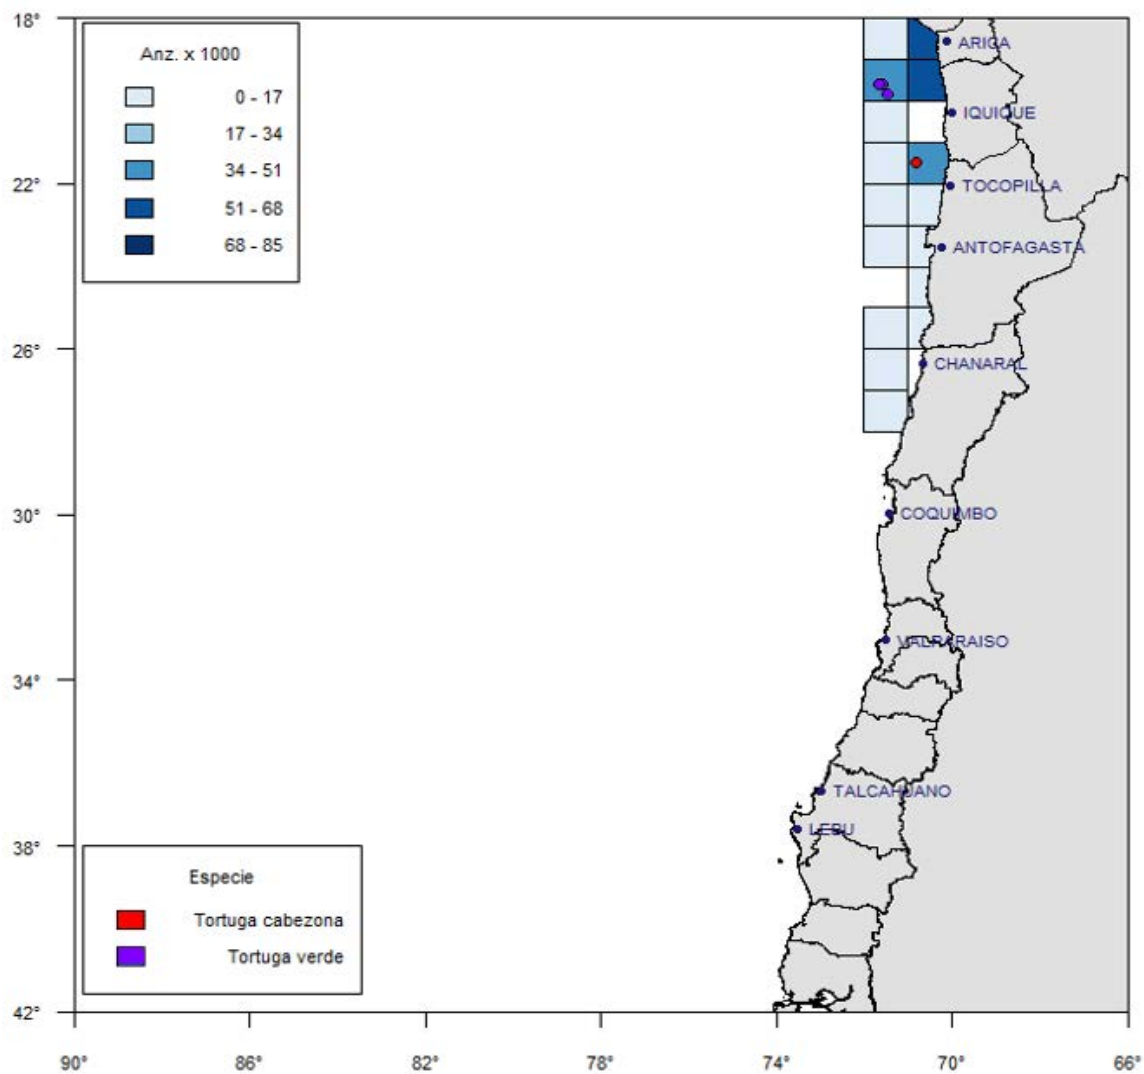 18°
22°
26°
30°
34°
38°
42°
Anz. x 1000
0 - 17
17 - 34
34 - 51
51 - 68
68 - 85
ARICA
IQUIQUE
TOCOPILLA
ANTOFAGASTA
CHANARAL
COQUIMBO
VALPARAISO
TALCAHUANO
LEBU
Especie
Tortuga cabezona
Tortuga verde
90°
86°
82°
78°
74°
70°
66°